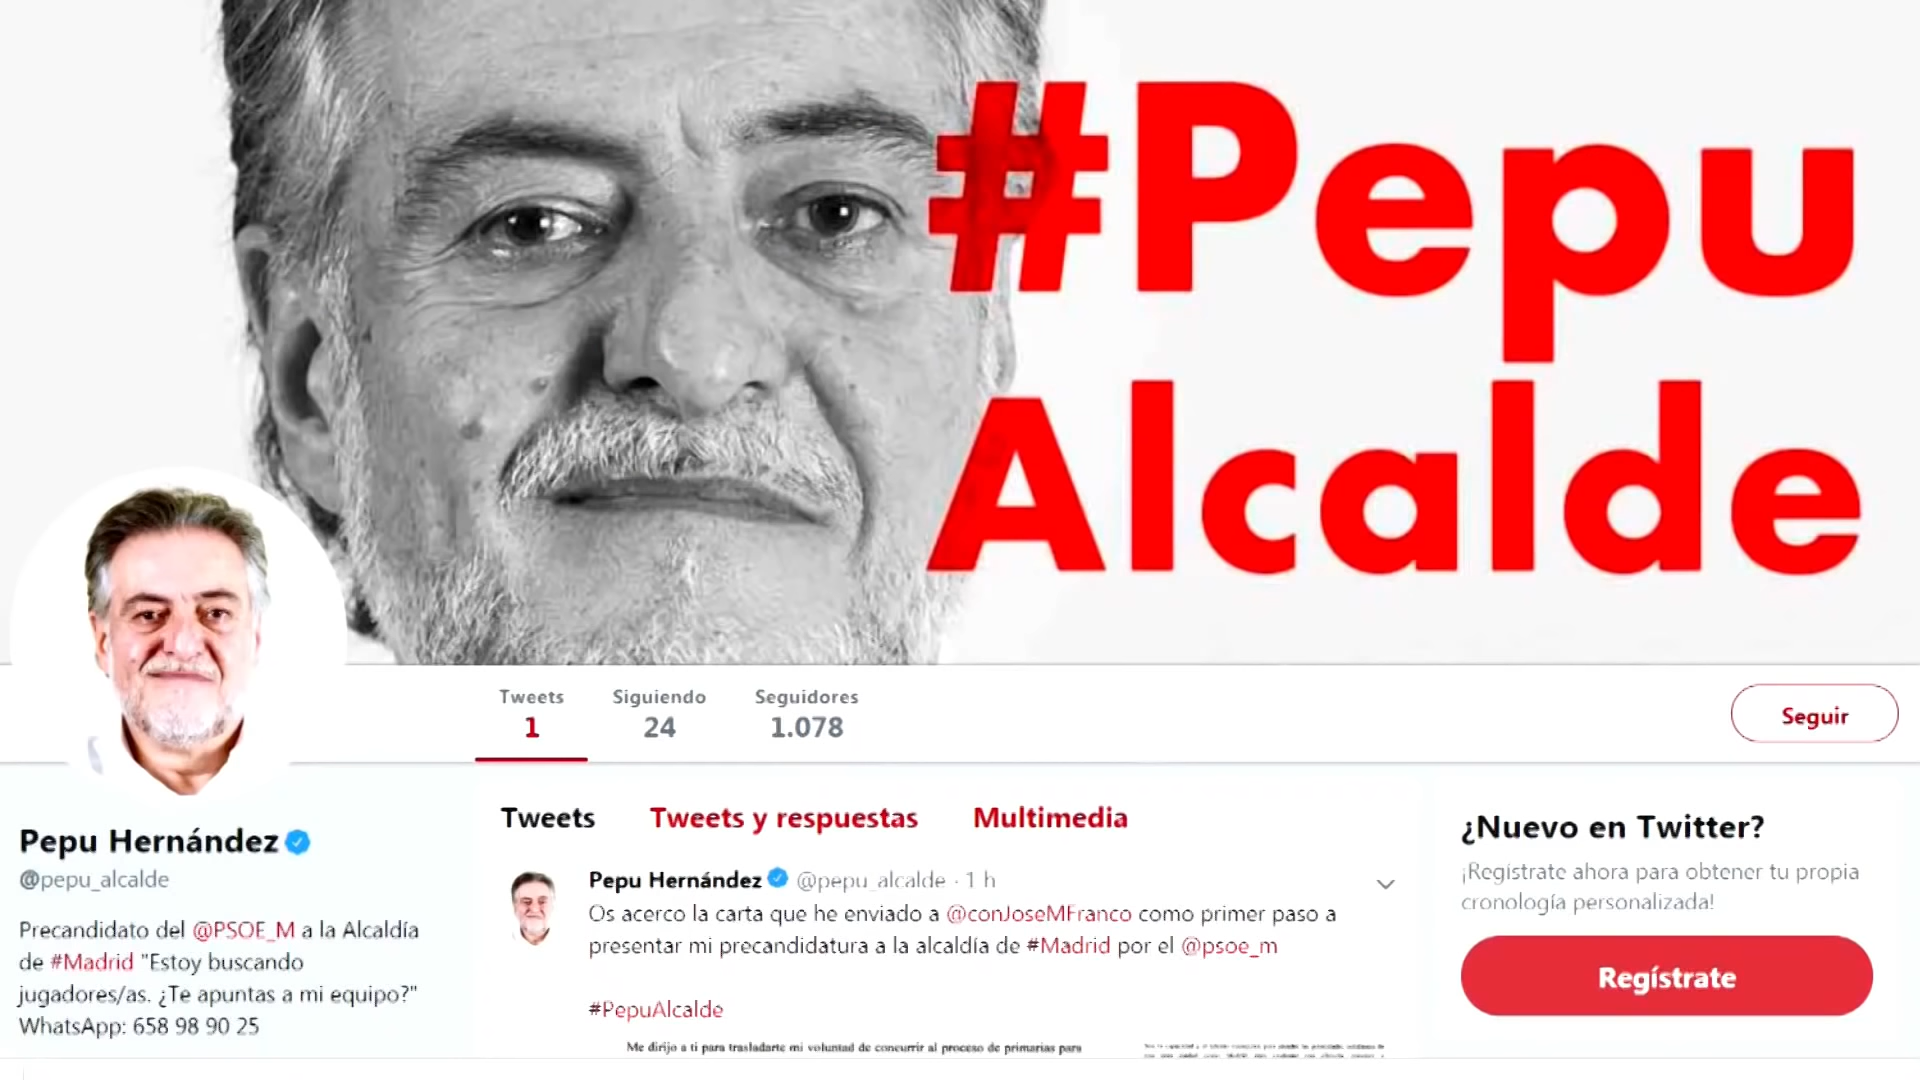 #Pepu
Alcalde
Tweets
1
Siguiendo
24
Seguidores
1.078
Seguir
Pepu Hernández
@pepu_alcalde
Precandidato del @PSOE_M a la Alcaldía
de #Madrid "Estoy buscando
jugadores/as. ¿Te apuntas a mi equipo?"
WhatsApp: 658 98 90 25
Tweets
Tweets y respuestas
Multimedia
Pepu Hernández @pepu_alcalde · 1 h
Os acerco la carta que he enviado a @conJoseMFranco como primer paso a
presentar mi precandidatura a la alcaldía de #Madrid por el @psoe_m
#PepuAlcalde
Me dirijo a ti para trasladarte mi voluntad de concurrir al proceso de primarias para
¿Nuevo en Twitter?
¡Regístrate ahora para obtener tu propia
cronología personalizada!
Regístrate